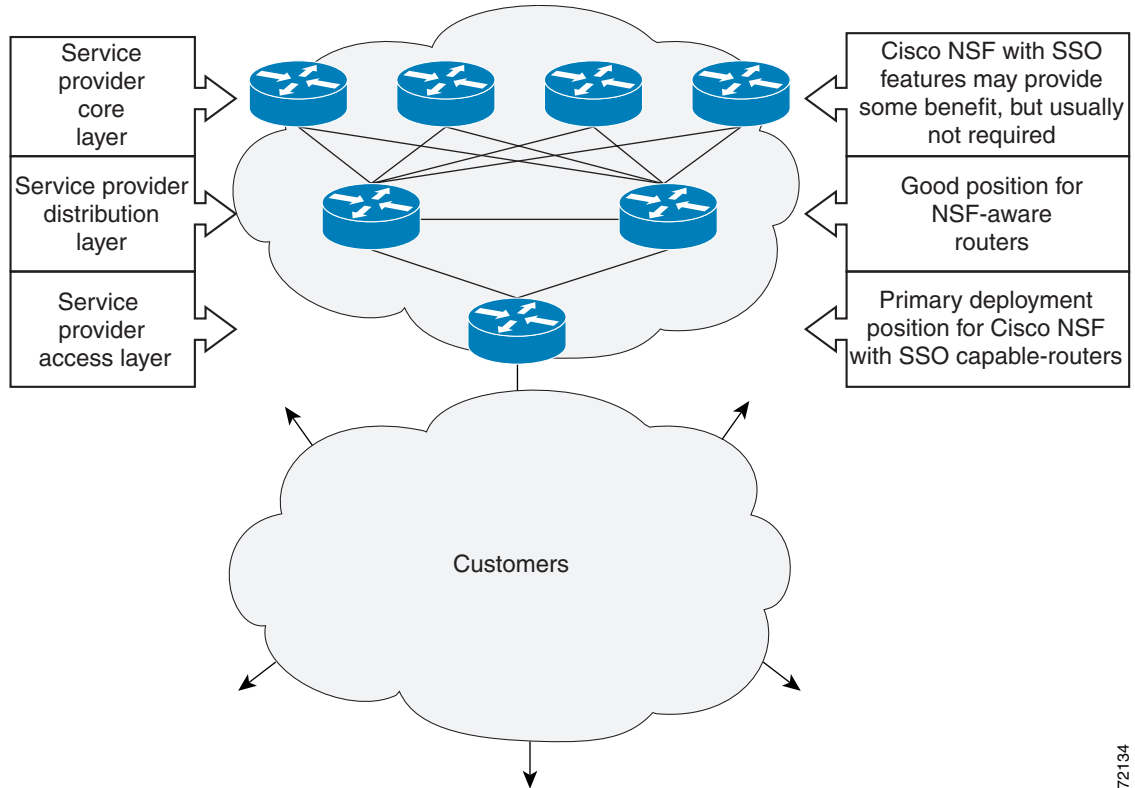 Service
provider
core
layer
Cisco NSF with SSO
features may provide
some benefit, but usually
not required
Service provider
distribution
layer
Good position for
NSF-aware
routers
Service
provider
access layer
Primary deployment
position for Cisco NSF
with SSO capable-routers
Customers
72134